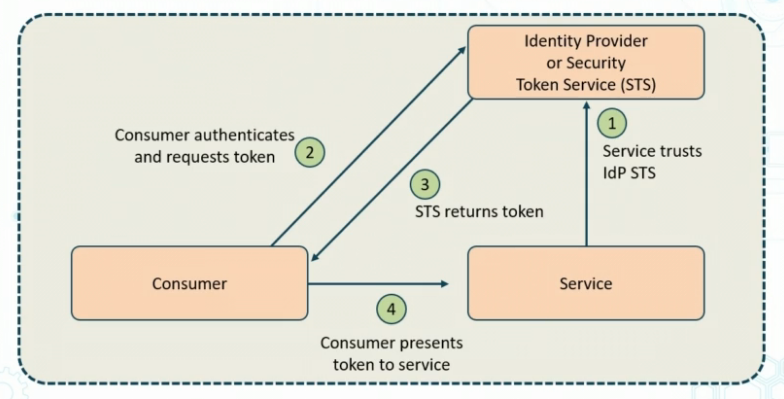 Identity Provider
or Security
Token Service (STS)
1
Service trusts
IdP STS
Consumer authenticates
and requests token
2
3
STS returns token
Consumer
Service
4
Consumer presents
token to service